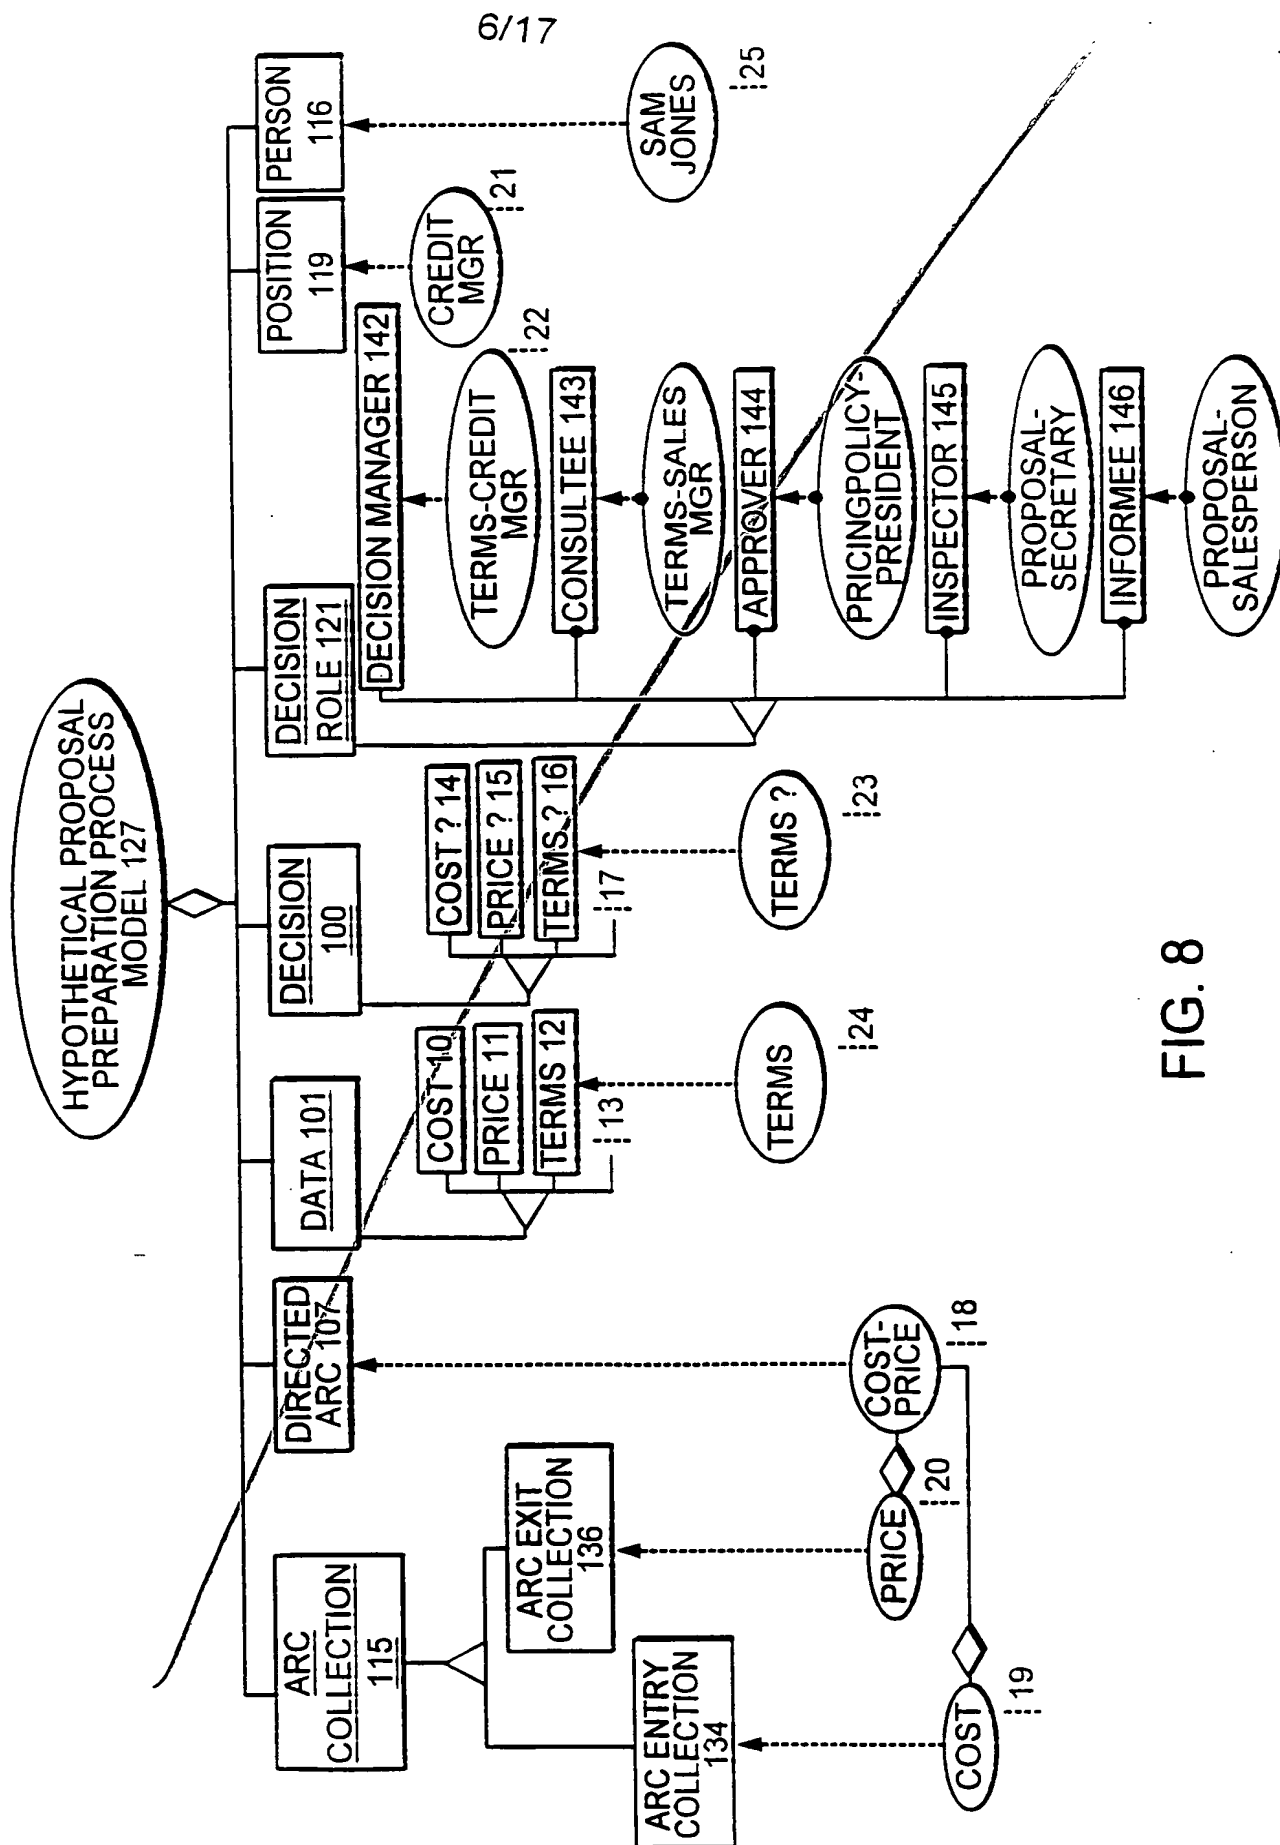 6/17
HYPOTHETICAL PROPOSAL
PREPARATION PROCESS
MODEL 127
ARC
COLLECTION
115
DIRECTED
ARC 107
DATA 101
DECISION
100
DECISION
ROLE 121
POSITION
119
PERSON
116
ARC ENTRY
COLLECTION
134
ARC EXIT
COLLECTION
136
COST 10
PRICE 11
TERMS 12
13
COST ? 14
PRICE ? 15
TERMS ? 16
17
DECISION MANAGER 142
TERMS-CREDIT
MGR
22
CONSULTEE 143
TERMS-SALES
MGR
APPROVER 144
PRICINGPOLICY-
PRESIDENT
INSPECTOR 145
PROPOSAL-
SECRETARY
INFORMEE 146
PROPOSAL-
SALESPERSON
CREDIT
MGR
21
SAM
JONES
25
COST
19
PRICE
20
COST-
PRICE
18
TERMS
24
TERMS ?
23
FIG. 8